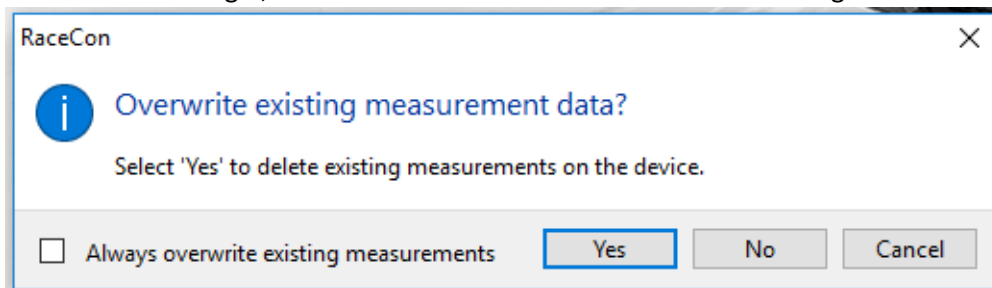 RaceCon
Overwrite existing measurement data?
Select 'Yes' to delete existing measurements on the device.
Always overwrite existing measurements
Yes
No
Cancel